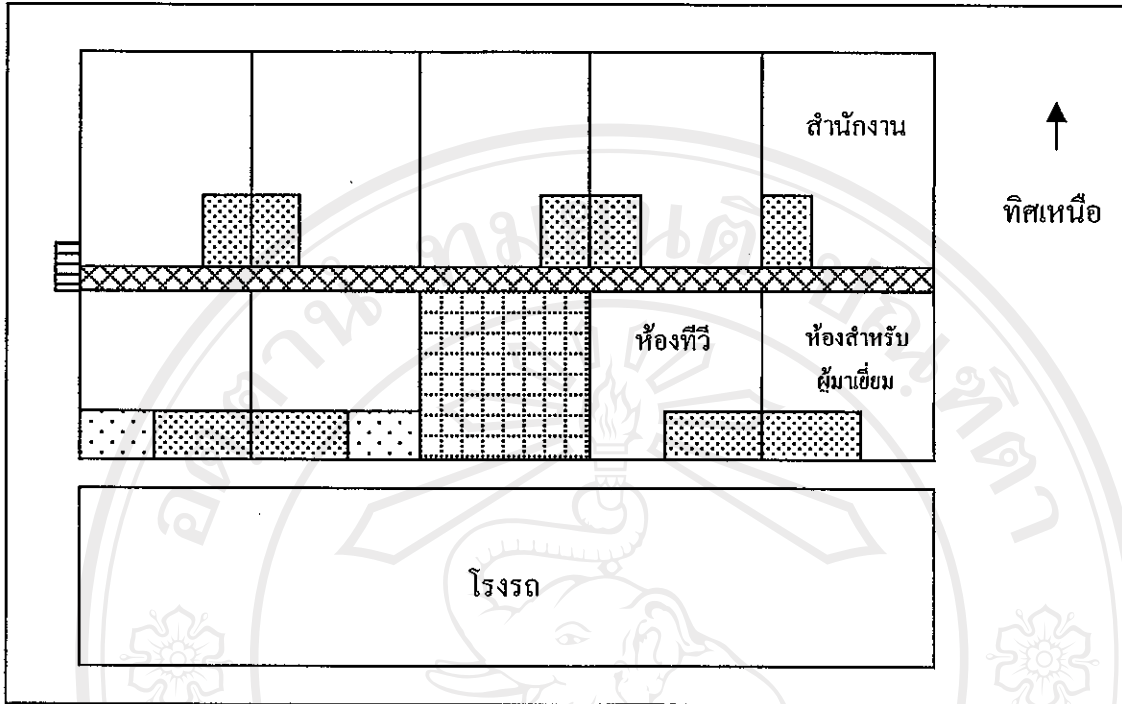 สำนักงาน
ทิศเหนือ
ห้องทีวี
ห้องสำหรับ
ผู้มาเยี่ยม
โรงรถ